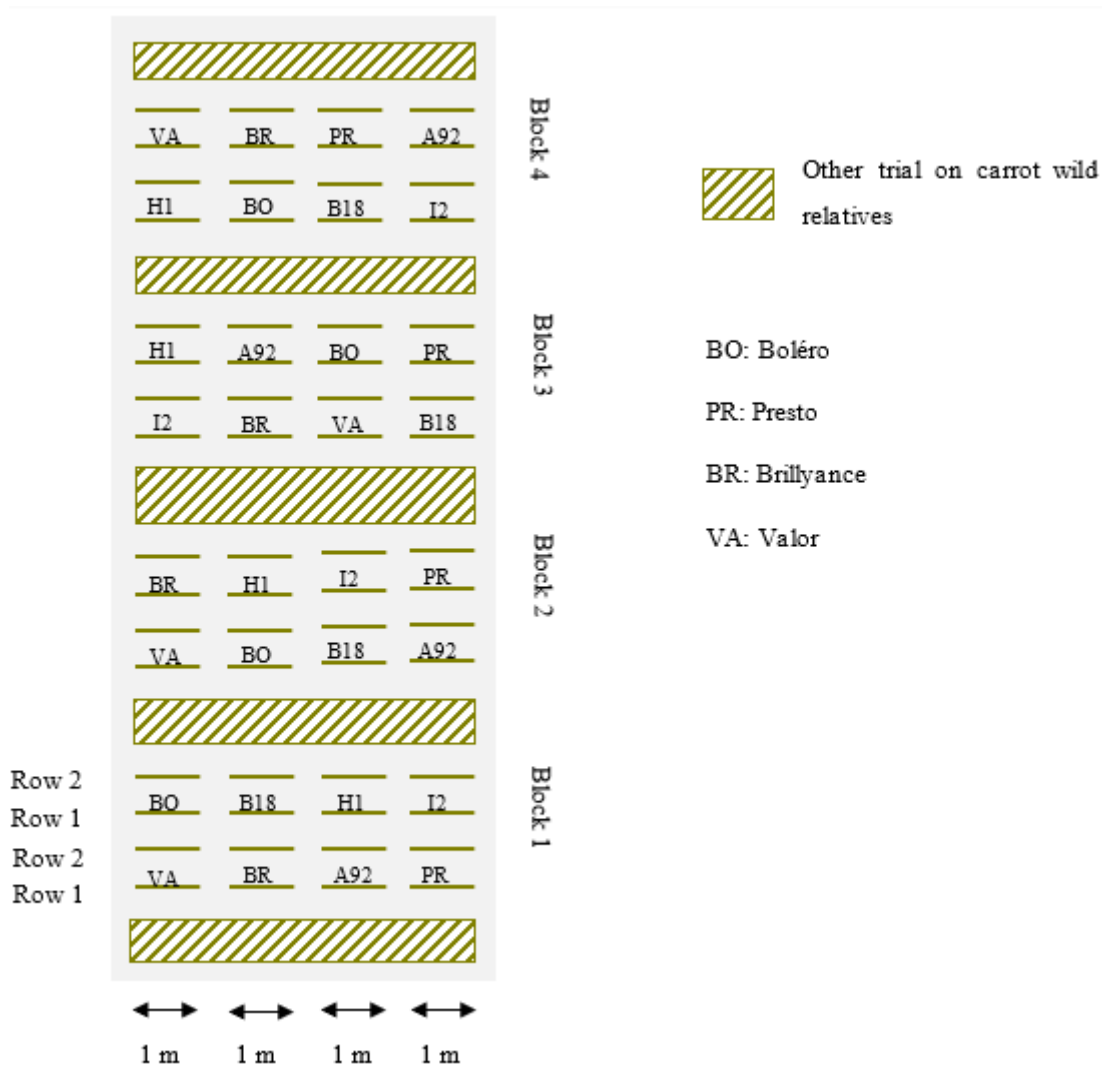 VA BR PR A92
H1 BO B18 I2
Block 4
H1 A92 BO PR
I2 BR VA B18
Block 3
BR H1 I2 PR
VA BO B18 A92
Block 2
Row 2
BO B18 H1 I2
Row 1
Row 2
VA BR A92 PR
Row 1
Block 1
1 m 1 m 1 m 1 m
Other trial on carrot wild
relatives
BO: Boléro
PR: Presto
BR: Brillyance
VA: Valor